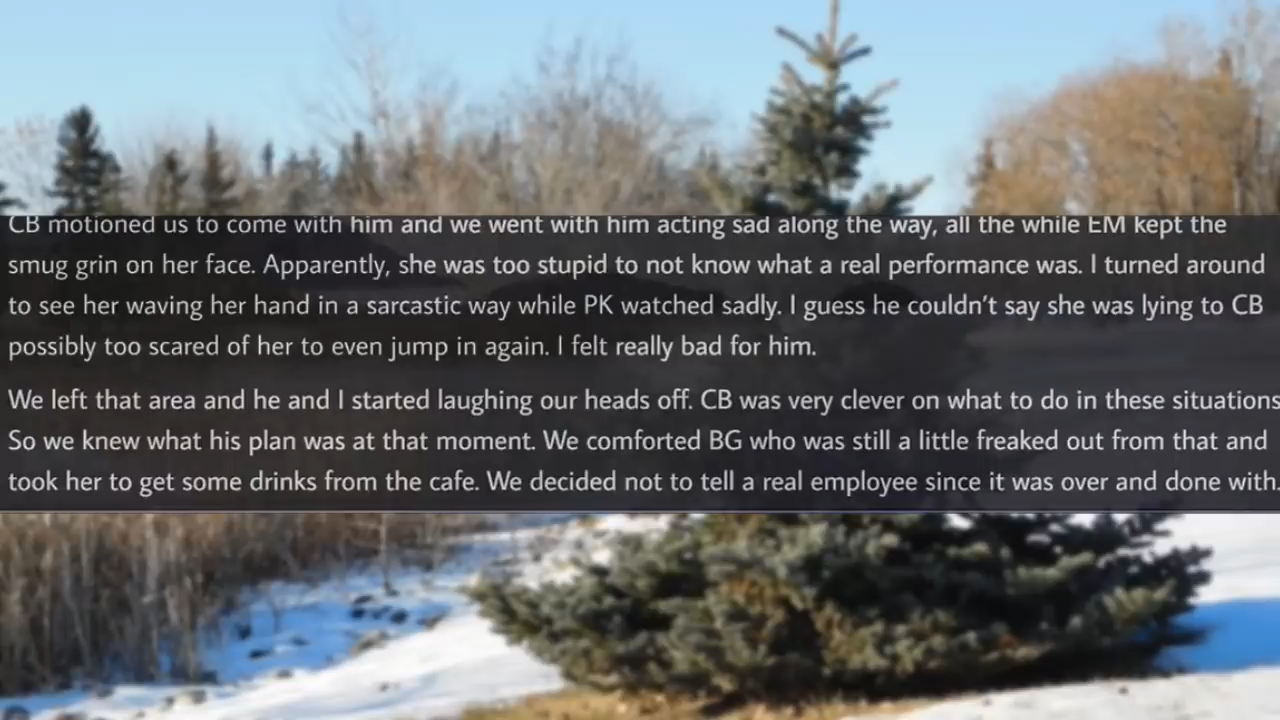 CB motioned us to come with him and we went with him acting sad along the way, all the while EM kept the
smug grin on her face. Apparently, she was too stupid to not know what a real performance was. I turned around
to see her waving her hand in a sarcastic way while PK watched sadly. I guess he couldn't say she was lying to CB
possibly too scared of her to even jump in again. I felt really bad for him.
We left that area and he and I started laughing our heads off. CB was very clever on what to do in these situations
So we knew what his plan was at that moment. We comforted BG who was still a little freaked out from that and
took her to get some drinks from the cafe. We decided not to tell a real employee since it was over and done with.